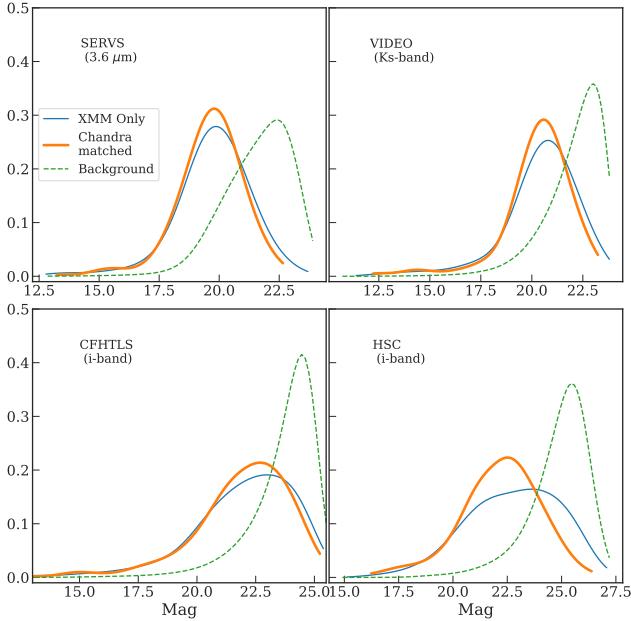 0.5
0.4
0.3
0.2
0.1
0.0
SERVS
(3.6 μm)
XMM Only
Chandra
matched
Background
12.5 15.0 17.5 20.0 22.5
VIDEO
(Ks-band)
12.5 15.0 17.5 20.0 22.5
0.5
0.4
0.3
0.2
0.1
0.0
CFHTLS
(i-band)
15.0 17.5 20.0 22.5 25.0
Mag
HSC
(i-band)
15.0 17.5 20.0 22.5 25.0 27.5
Mag